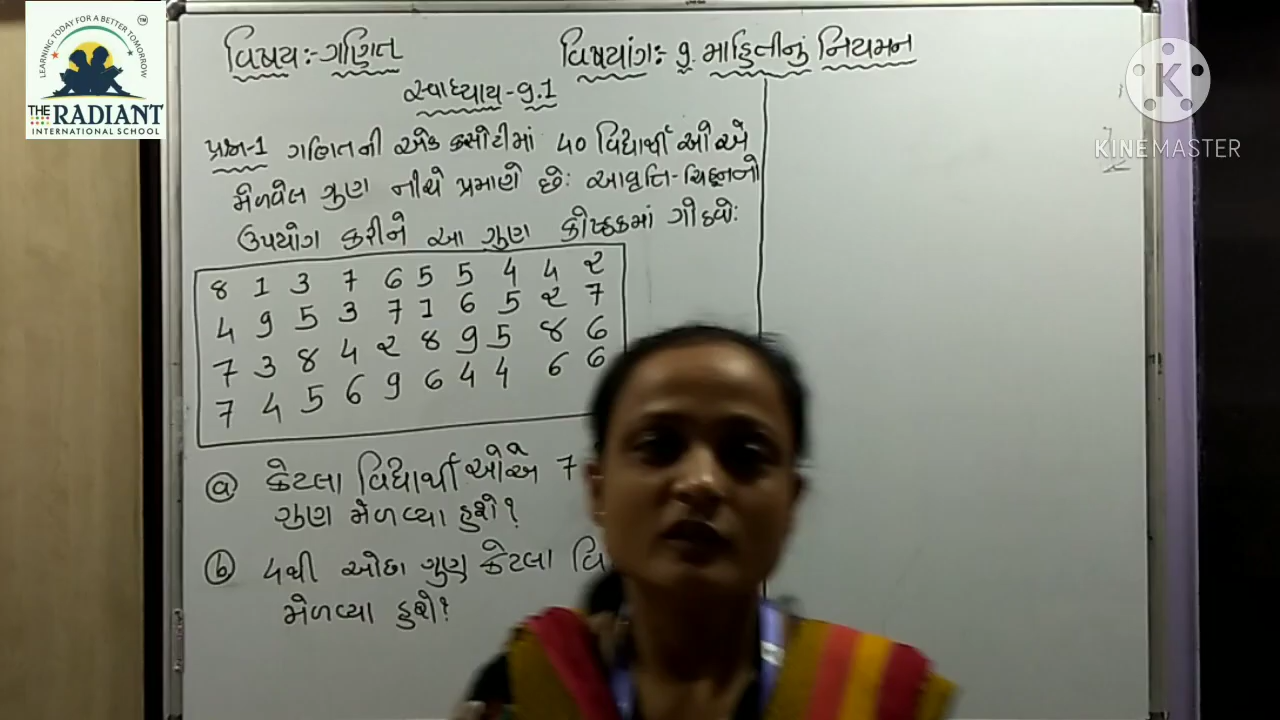 LEARNING TODAY FOR A BETTER TOMORROW
TM
THE RADIANT
INTERNATIONAL SCHOOL
K
KINEMASTER
વિષય:- ગણિત
વિષયાંગ: 9. માહિતીનું નિયમન
સ્વાધ્યાય-9.1
પ્રશ્ન-1 ગણિતની એક કસોટીમાં 40 વિદ્યાર્થીઓએ
મેળવેલ ગુણ નીચે પ્રમાણે છે: આવૃત્તિ-ચિહ્નનો
ઉપયોગ કરીને આ ગુણ કોષ્ટકમાં ગોઠવો:
8 1 3 7 6 5 5 4 4 2
4 9 5 3 7 1 6 5 2 7
7 3 8 4 2 8 9 5 8 6
7 4 5 6 9 6 4 4 6 6
ⓐ કેટલા વિદ્યાર્થીઓએ 7
ગુણ મેળવ્યા હશે?
ⓑ 4થી ઓછા ગુણ કેટલા વિ
મેળવ્યા હશે?